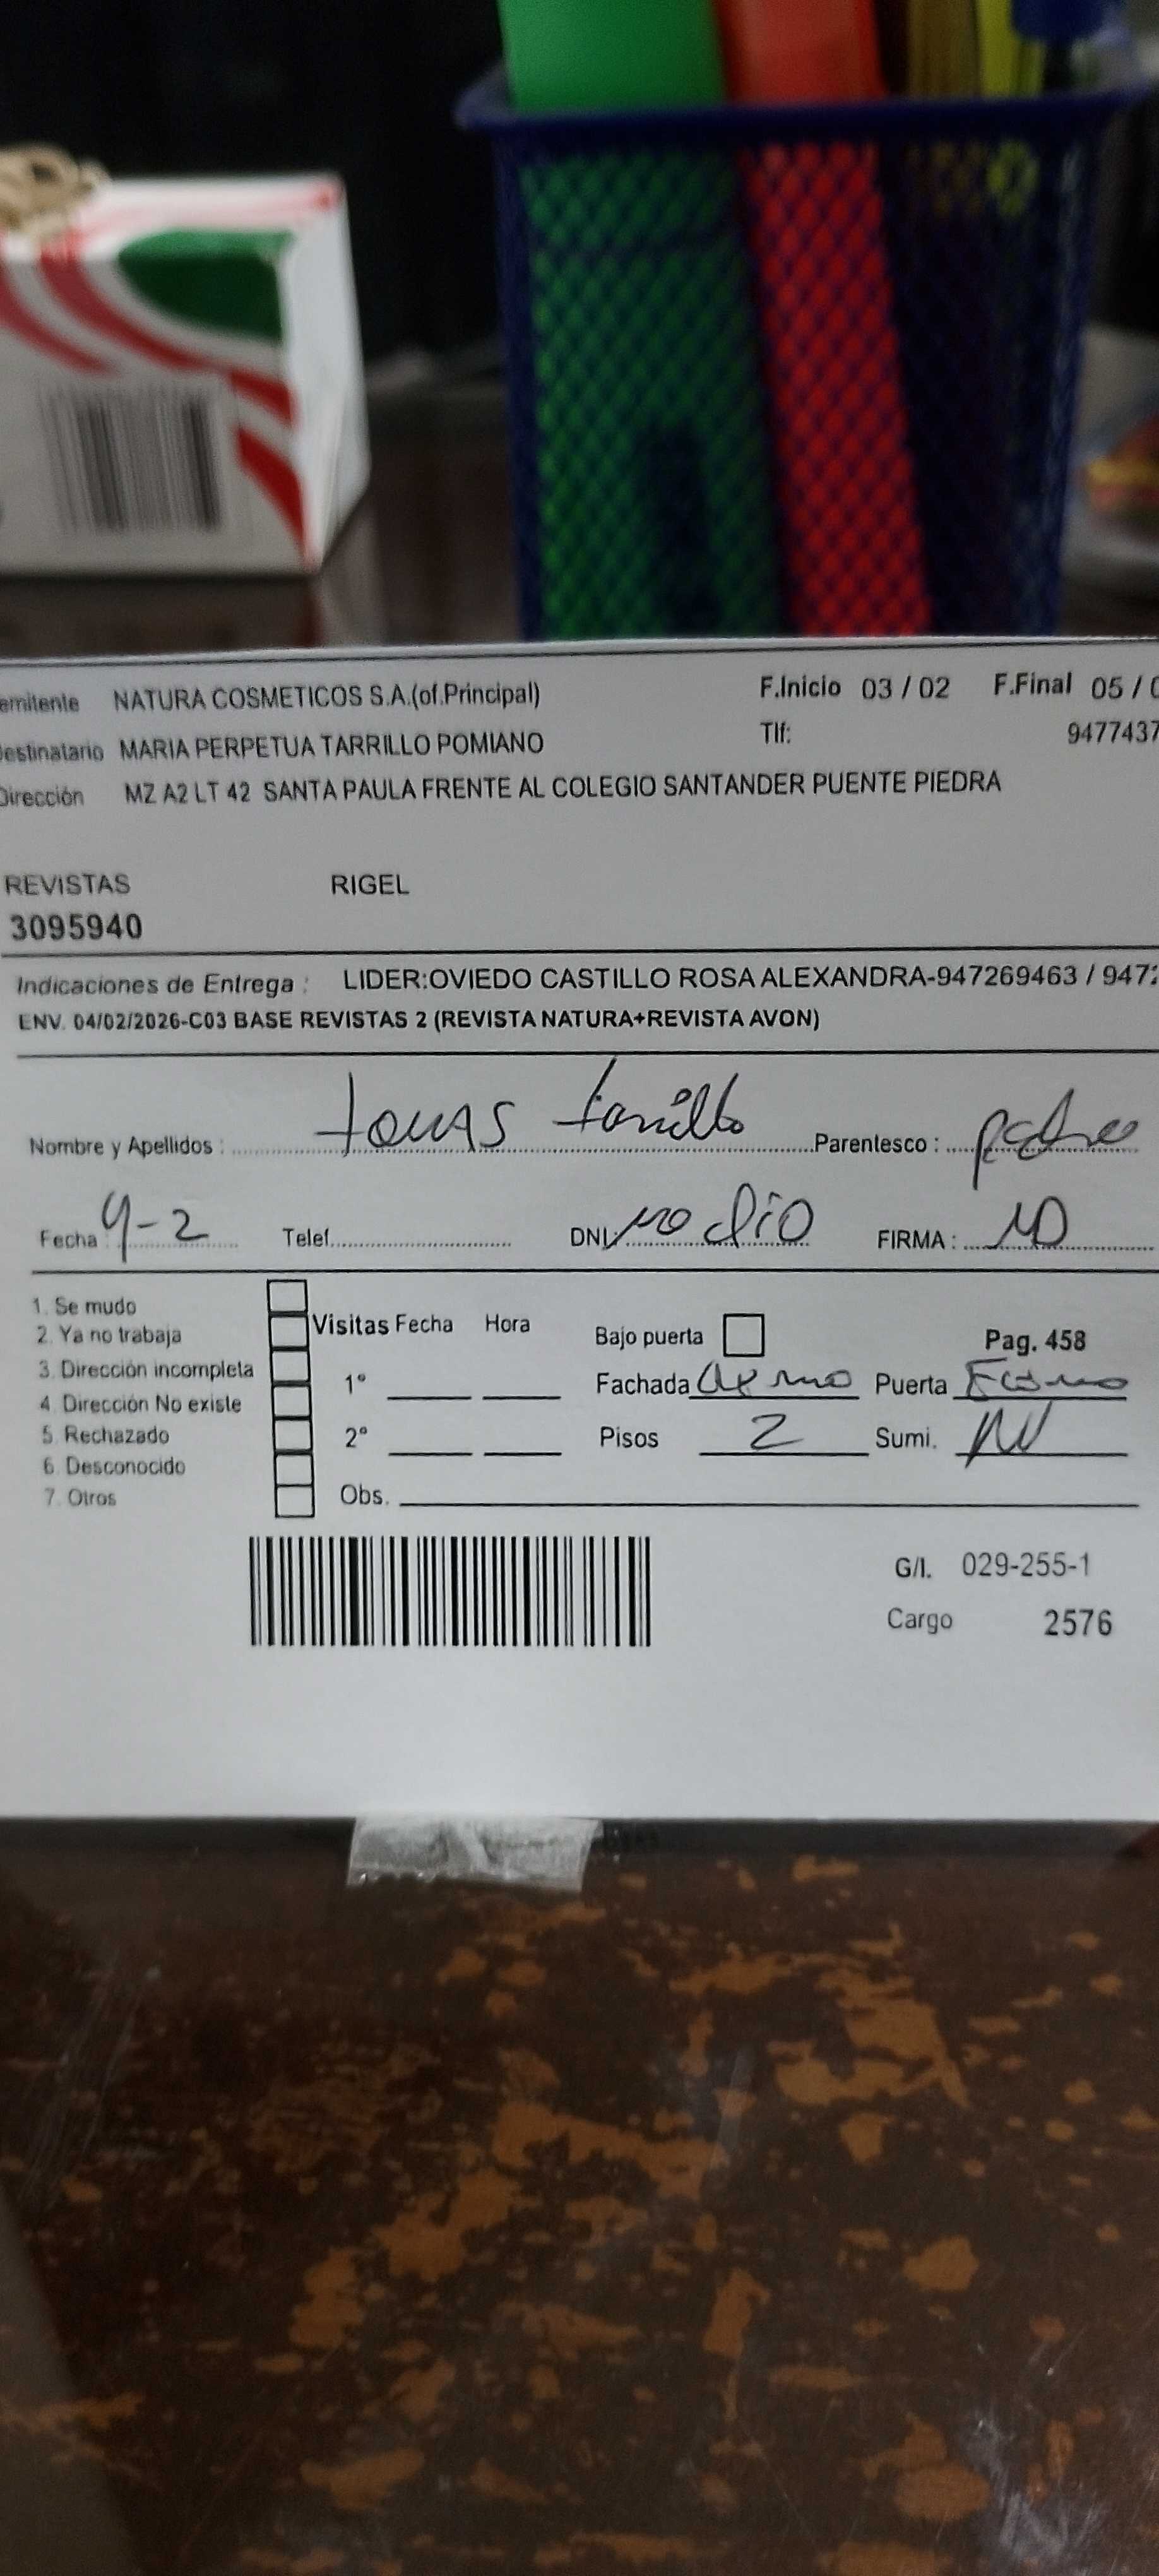 emitente NATURA COSMETICOS S.A.(of.Principal) F.Inicio 03 / 02 F.Final 05 / 0
estinatario MARIA PERPETUA TARRILLO POMIANO Tlf: 9477437
Dirección MZ A2 LT 42 SANTA PAULA FRENTE AL COLEGIO SANTANDER PUENTE PIEDRA
REVISTAS RIGEL
3095940
Indicaciones de Entrega : LIDER:OVIEDO CASTILLO ROSA ALEXANDRA-947269463 / 947
ENV. 04/02/2026-C03 BASE REVISTAS 2 (REVISTA NATURA+REVISTA AVON)
Nombre y Apellidos : tomas tarrillo Parentesco : padre
Fecha 4-2 Telef. DNI no dio FIRMA :
1. Se mudo
2. Ya no trabaja Visitas Fecha Hora Bajo puerta Pag. 458
3. Dirección incompleta 1° Fachada Puerta
4. Dirección No existe
5. Rechazado 2° Pisos 2 Sumi.
6. Desconocido
7. Otros Obs.
G/I. 029-255-1
Cargo 2576